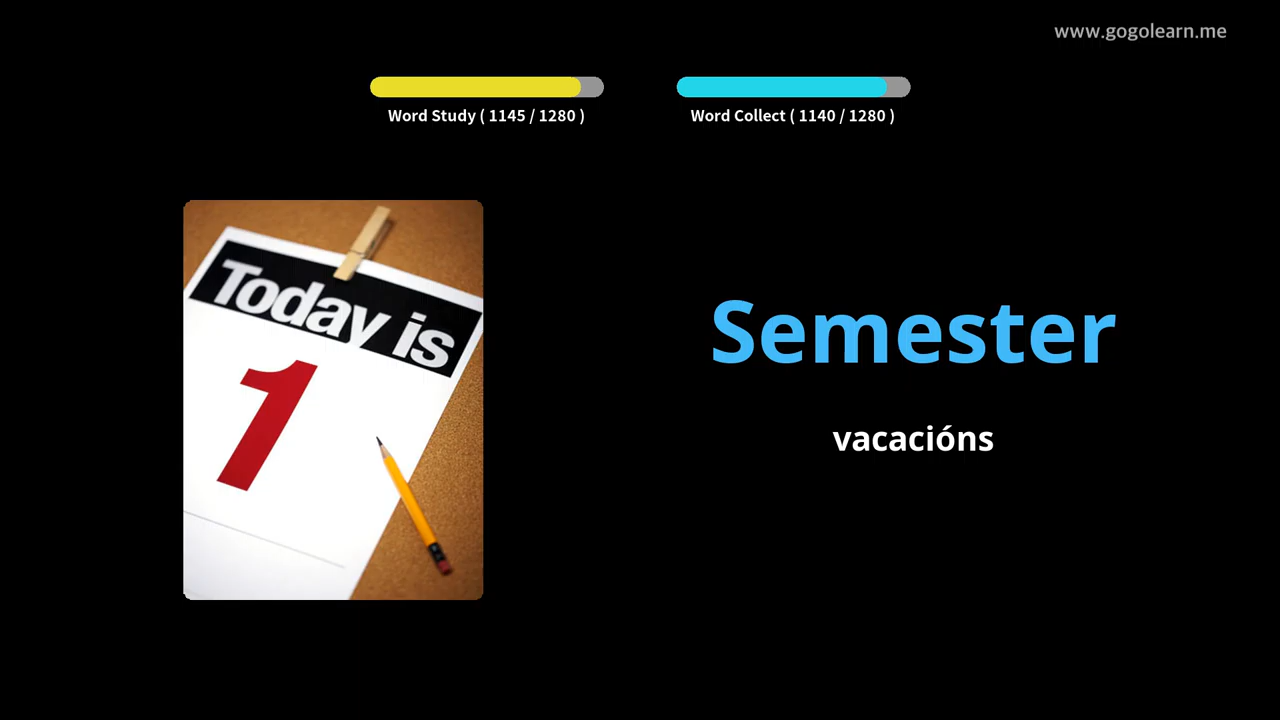 www.gogolearn.me
Word Study ( 1145 / 1280 )
Word Collect ( 1140 / 1280 )
Today is
1
Semester
vacacións